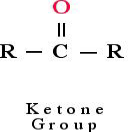 O
R – C – R
Ketone
Group